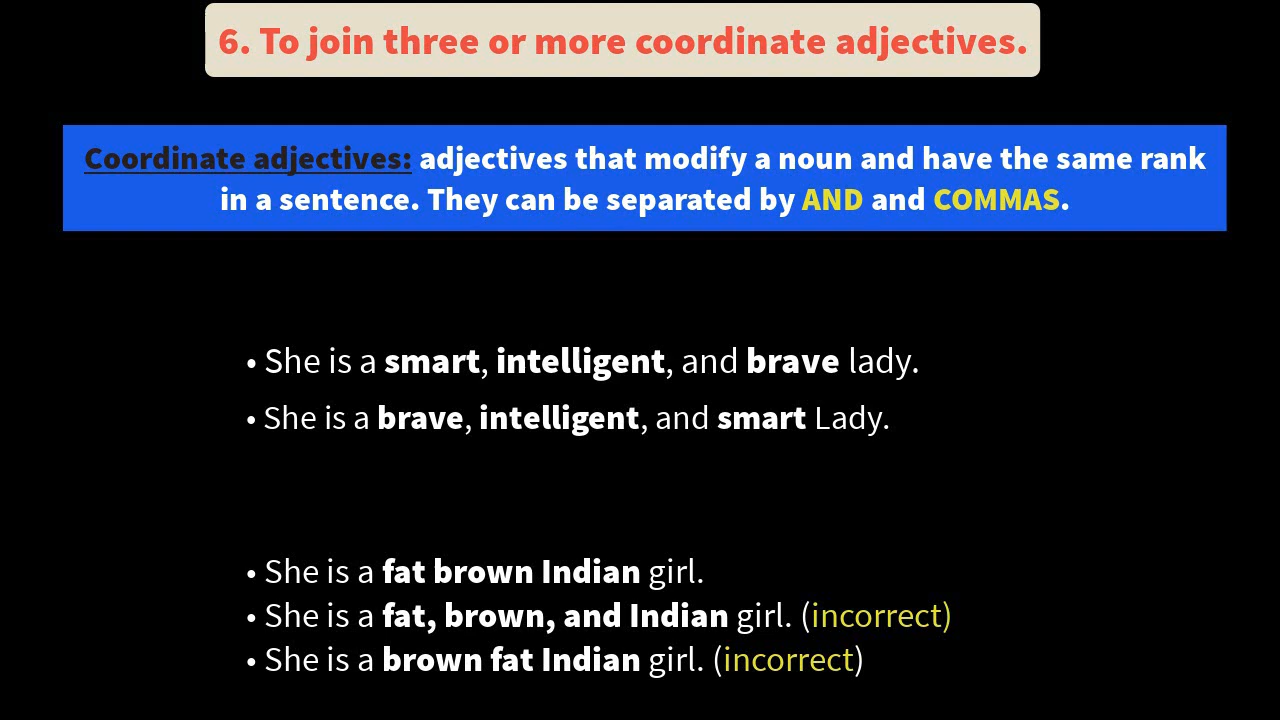 6. To join three or more coordinate adjectives.
Coordinate adjectives: adjectives that modify a noun and have the same rank
in a sentence. They can be separated by AND and COMMAS.
• She is a smart, intelligent, and brave lady.
• She is a brave, intelligent, and smart Lady.
• She is a fat brown Indian girl.
• She is a fat, brown, and Indian girl. (incorrect)
• She is a brown fat Indian girl. (incorrect)